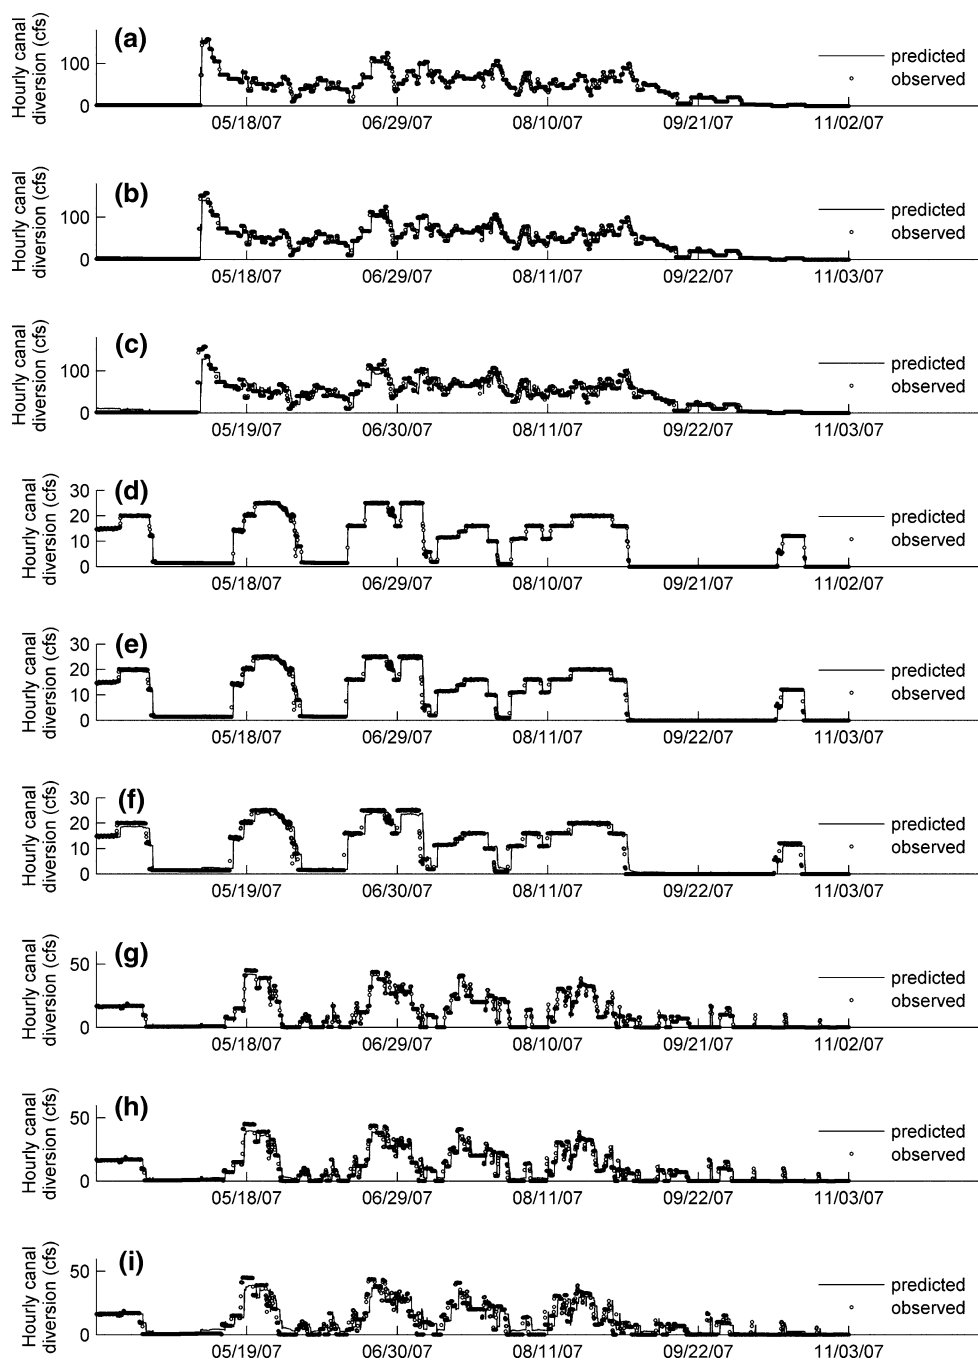 (a)
Hourly canal
diversion (cfs)
100
0
predicted
observed
05/18/07 06/29/07 08/10/07 09/21/07 11/02/07
(b)
Hourly canal
diversion (cfs)
100
0
predicted
observed
05/18/07 06/29/07 08/11/07 09/22/07 11/03/07
(c)
Hourly canal
diversion (cfs)
100
0
predicted
observed
05/19/07 06/30/07 08/11/07 09/22/07 11/03/07
(d)
Hourly canal
diversion (cfs)
30
20
10
0
predicted
observed
05/18/07 06/29/07 08/10/07 09/21/07 11/02/07
(e)
Hourly canal
diversion (cfs)
30
20
10
0
predicted
observed
05/18/07 06/29/07 08/11/07 09/22/07 11/03/07
(f)
Hourly canal
diversion (cfs)
30
20
10
0
predicted
observed
05/19/07 06/30/07 08/11/07 09/22/07 11/03/07
(g)
Hourly canal
diversion (cfs)
50
0
predicted
observed
05/18/07 06/29/07 08/10/07 09/21/07 11/02/07
(h)
Hourly canal
diversion (cfs)
50
0
predicted
observed
05/18/07 06/29/07 08/11/07 09/22/07 11/03/07
(i)
Hourly canal
diversion (cfs)
50
0
predicted
observed
05/19/07 06/30/07 08/11/07 09/22/07 11/03/07